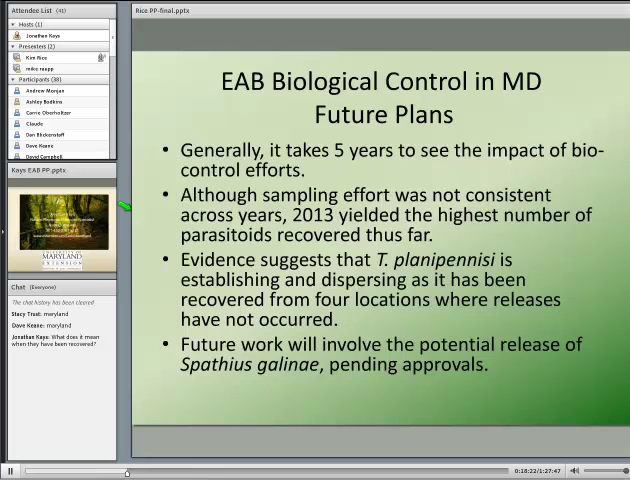 Attendee List (41)
Hosts (1)
Jonathan Kays
Presenters (2)
Kim Rice
mike raupp
Participants (38)
Andrew Monjan
Ashley Bodkins
Carrie Oberholtzer
Claude
Dan Blickenstaff
Dave Keane
David Campbell
Kays EAB PP.pptx
UNIVERSITY OF
MARYLAND
EXTENSION
Chat (Everyone)
The chat history has been cleared
Stacy Trust: maryland
Dave Keane: maryland
Jonathan Kays: What does it mean
when they have been recovered?
Rice PP-final.pptx
EAB Biological Control in MD
Future Plans
• Generally, it takes 5 years to see the impact of bio-
control efforts.
• Although sampling effort was not consistent
across years, 2013 yielded the highest number of
parasitoids recovered thus far.
• Evidence suggests that T. planipennisi is
establishing and dispersing as it has been
recovered from four locations where releases
have not occurred.
• Future work will involve the potential release of
Spathius galinae, pending approvals.
0:18:22/1:27:47